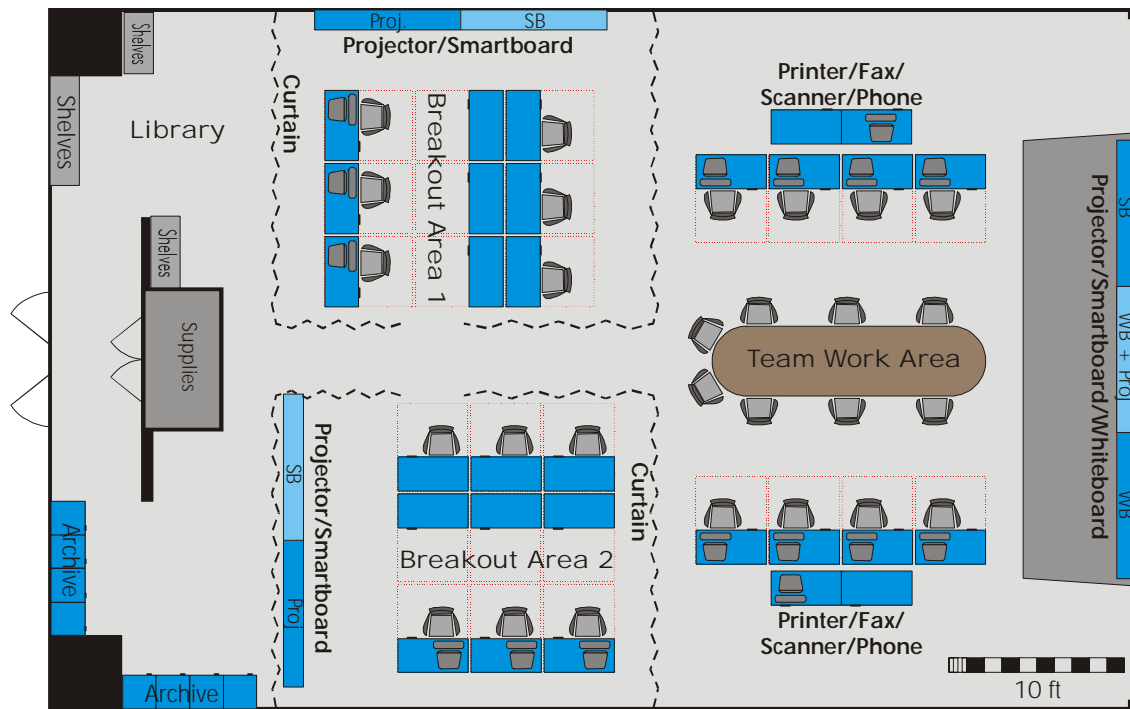 Proj.
SB
Projector/Smartboard
Shelves
Shelves
Library
Curtain
Breakout Area 1
Printer/Fax/
Scanner/Phone
Shelves
Supplies
SB
WB + Proj
WB
Projector/Smartboard/Whiteboard
Team Work Area
SB
Proj
Projector/Smartboard
Curtain
Breakout Area 2
Archive
Archive
Printer/Fax/
Scanner/Phone
10 ft